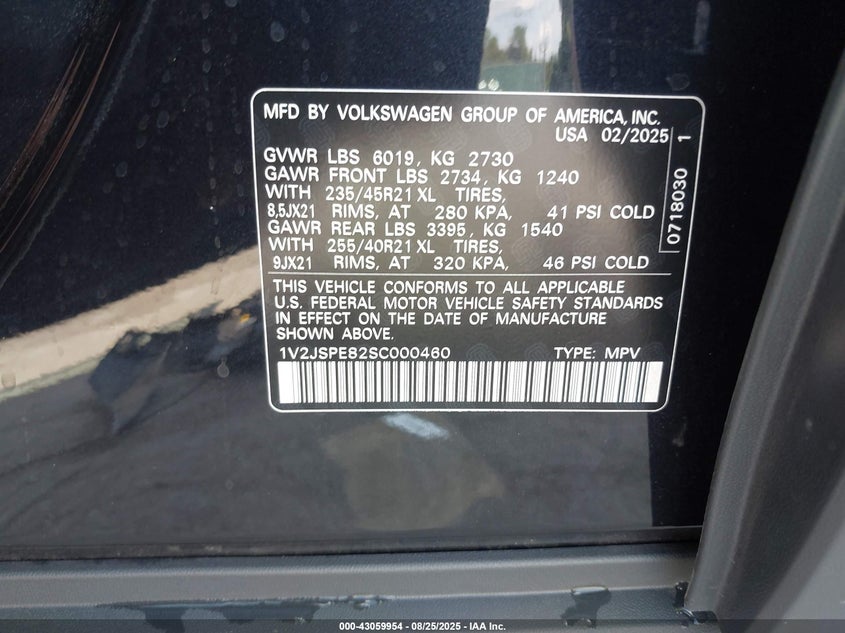 MFD BY VOLKSWAGEN GROUP OF AMERICA, INC.
USA 02/2025 1
GVWR LBS 6019, KG 2730
GAWR FRONT LBS 2734, KG 1240
WITH 235/45R21 XL TIRES,
8,5JX21 RIMS, AT 280 KPA, 41 PSI COLD
GAWR REAR LBS 3395, KG 1540
WITH 255/40R21 XL TIRES,
9JX21 RIMS, AT 320 KPA, 46 PSI COLD
0718030
THIS VEHICLE CONFORMS TO ALL APPLICABLE
U.S. FEDERAL MOTOR VEHICLE SAFETY STANDARDS
IN EFFECT ON THE DATE OF MANUFACTURE
SHOWN ABOVE.
1V2JSPE82SC000460 TYPE: MPV
000-43059954 - 08/25/2025 - IAA Inc.